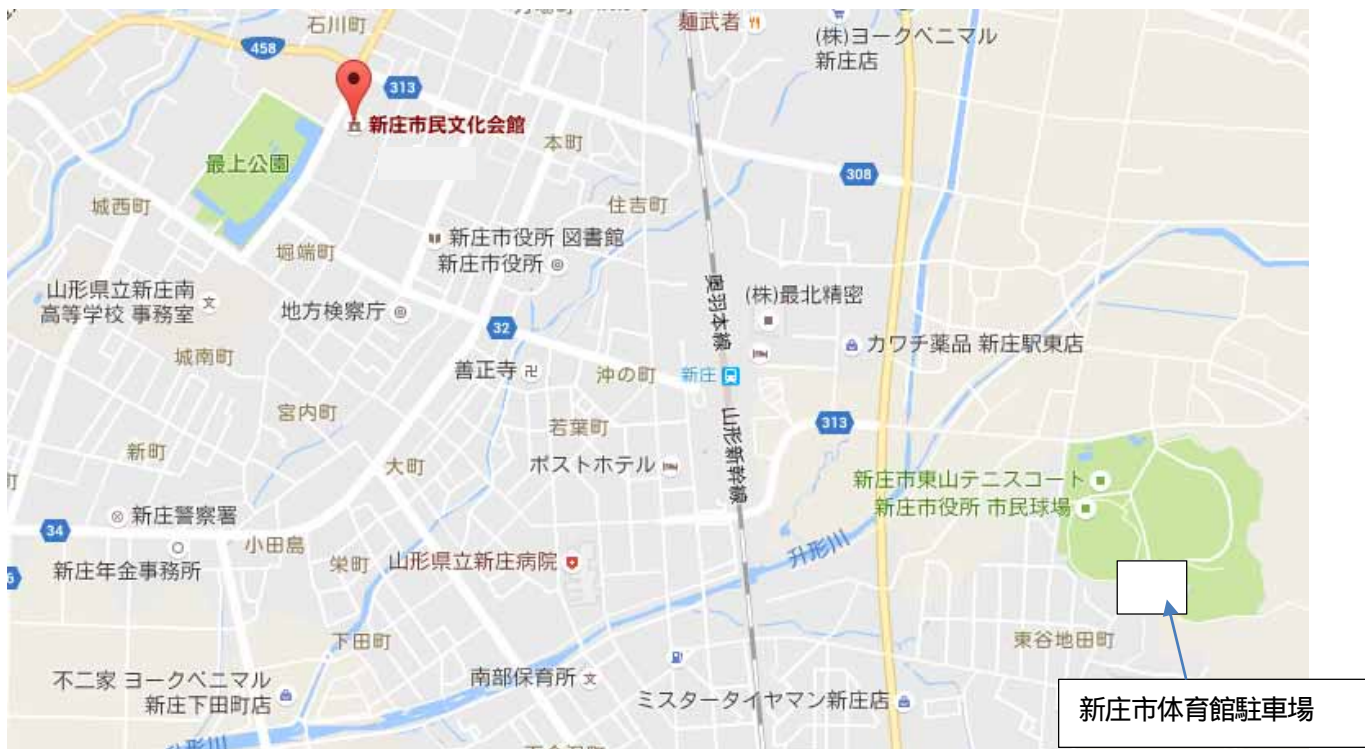 石川町
麺武者
(株)ヨークベニマル
新庄店
458
313
新庄市民文化会館
本町
最上公園
308
城西町
住吉町
新庄市役所 図書館
新庄市役所
堀端町
山形県立新庄南
高等学校 事務室
地方検察庁
奥羽本線
(株)最北精密
32
カワチ薬品 新庄駅東店
城南町
善正寺
沖の町
新庄
宮内町
若葉町
山形新幹線
313
新町
大町
ポストホテル
新庄市東山テニスコート
新庄市役所 市民球場
新庄警察署
34
小田島
升形川
新庄年金事務所
栄町
山形県立新庄病院
下田町
東谷地田町
不二家 ヨークベニマル
新庄下田町店
南部保育所
ミスタータイヤマン新庄店
新庄市体育館駐車場
升形川